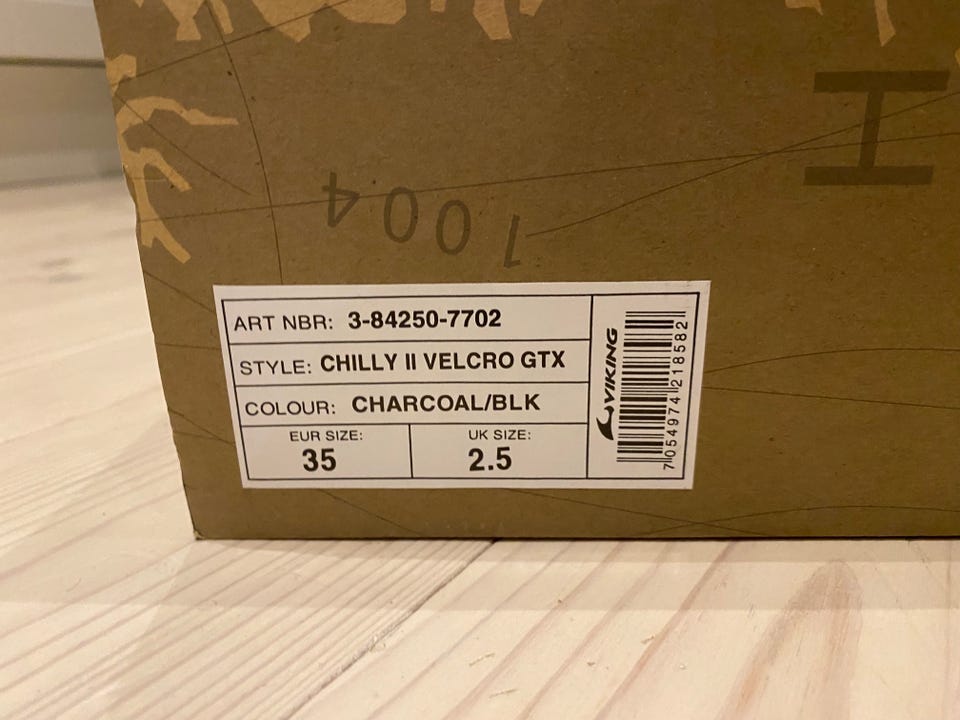 1004
H
ART NBR: 3-84250-7702
STYLE: CHILLY II VELCRO GTX
COLOUR: CHARCOAL/BLK
EUR SIZE: UK SIZE:
35 2.5
VIKING
7054974218582